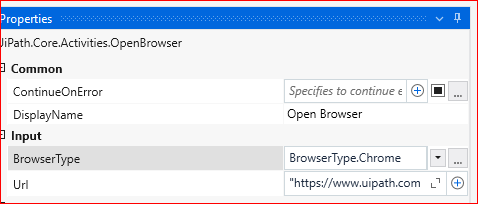 Properties
UiPath.Core.Activities.OpenBrowser
Common
ContinueOnError Specifies to continue e ...
DisplayName Open Browser
Input
BrowserType BrowserType.Chrome ...
Url "https://www.uipath.com